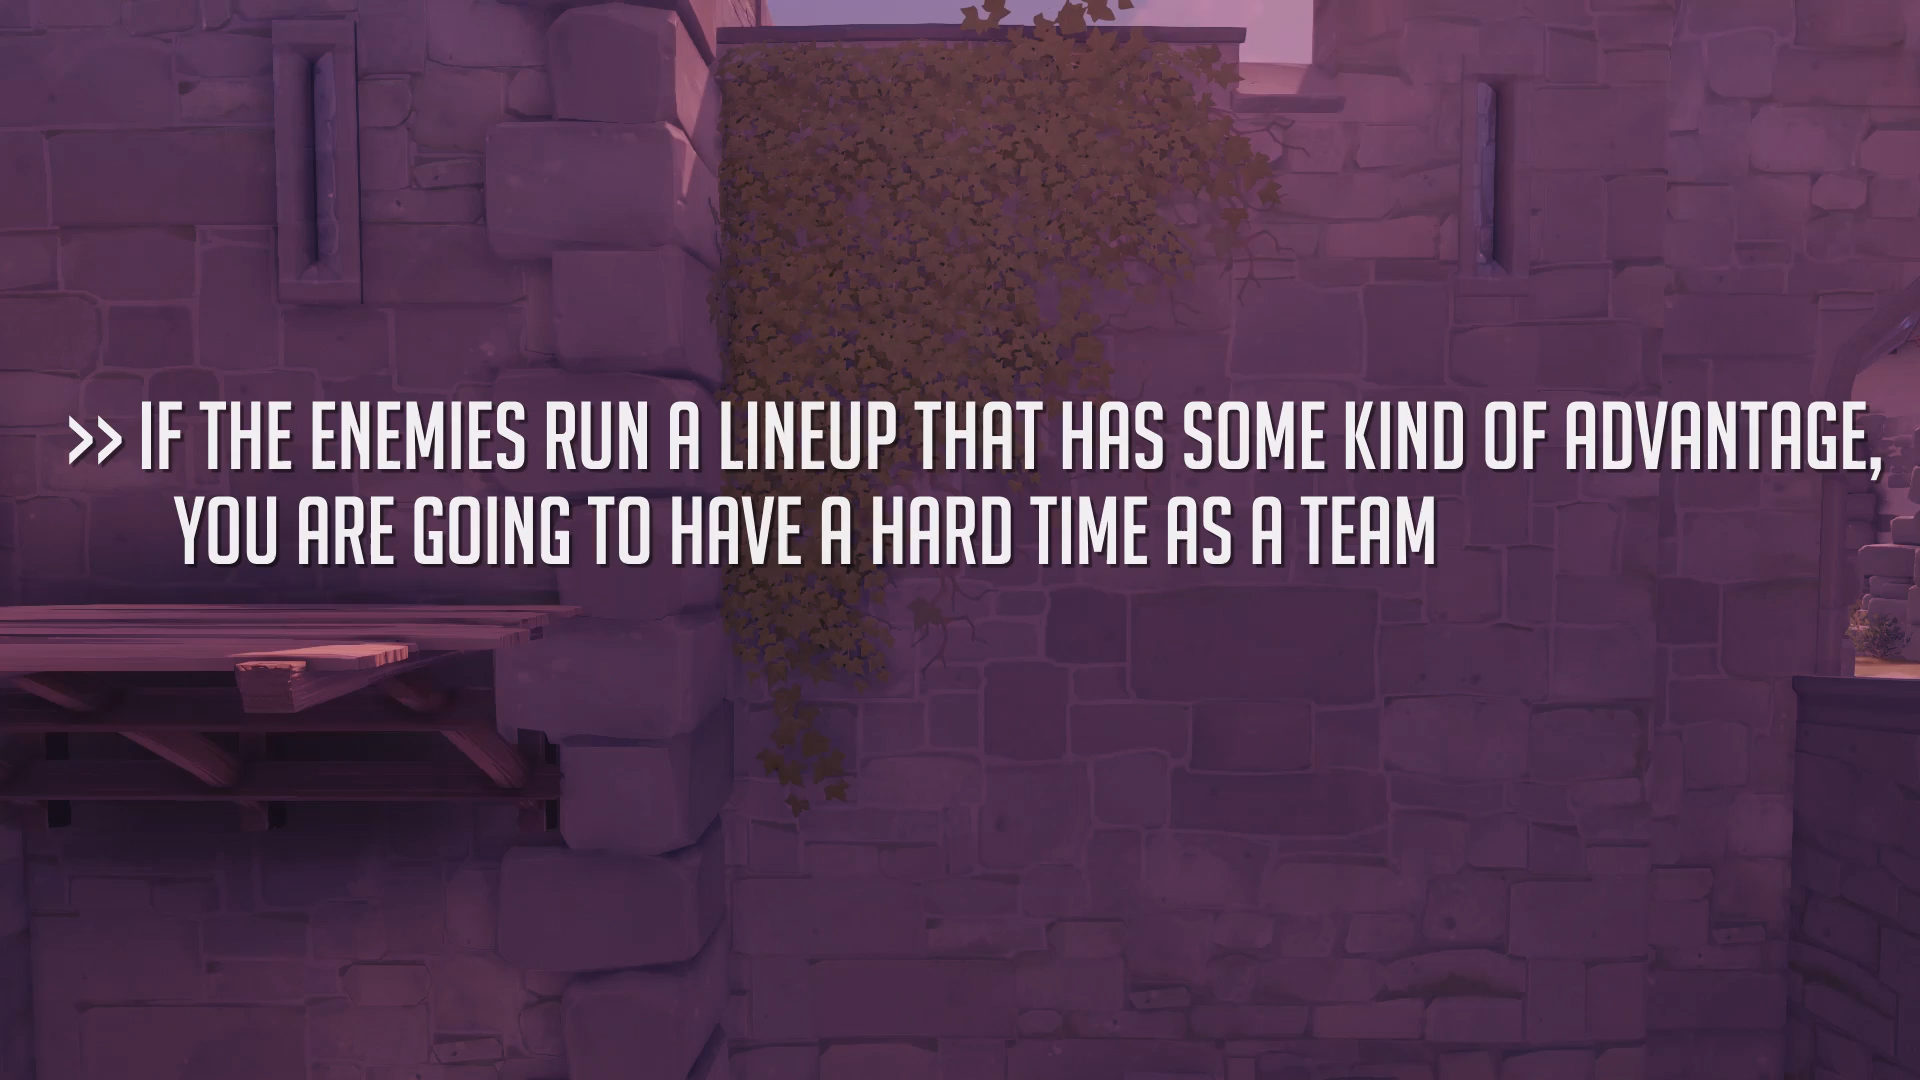 >> IF THE ENEMIES RUN A LINEUP THAT HAS SOME KIND OF ADVANTAGE,
YOU ARE GOING TO HAVE A HARD TIME AS A TEAM